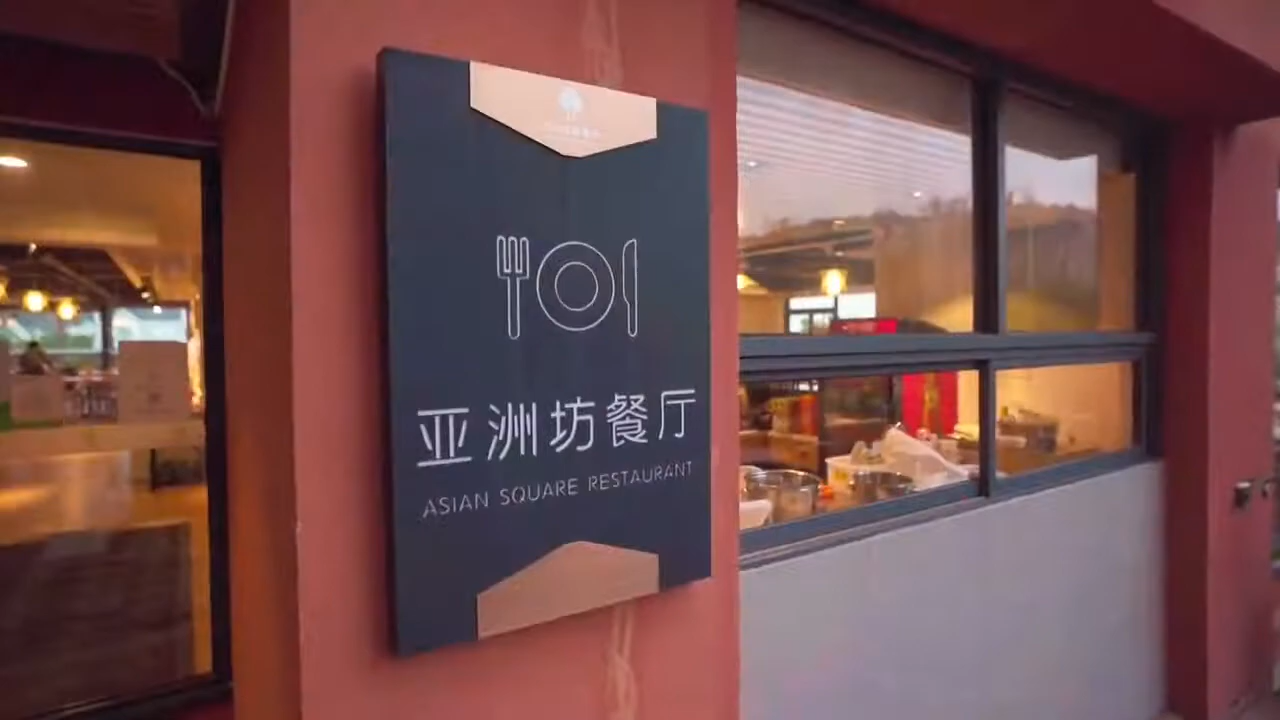 亚洲坊餐厅
ASIAN SQUARE RESTAURANT